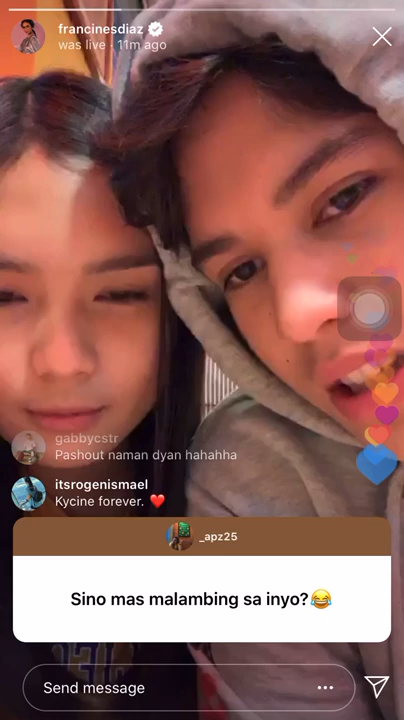 francinesdiaz
was live · 11m ago
gabbycstr
Pashout naman dyan hahahha
itsrogenismael
Kycine forever. ❤️
_apz25
Sino mas malambing sa inyo?😂
Send message